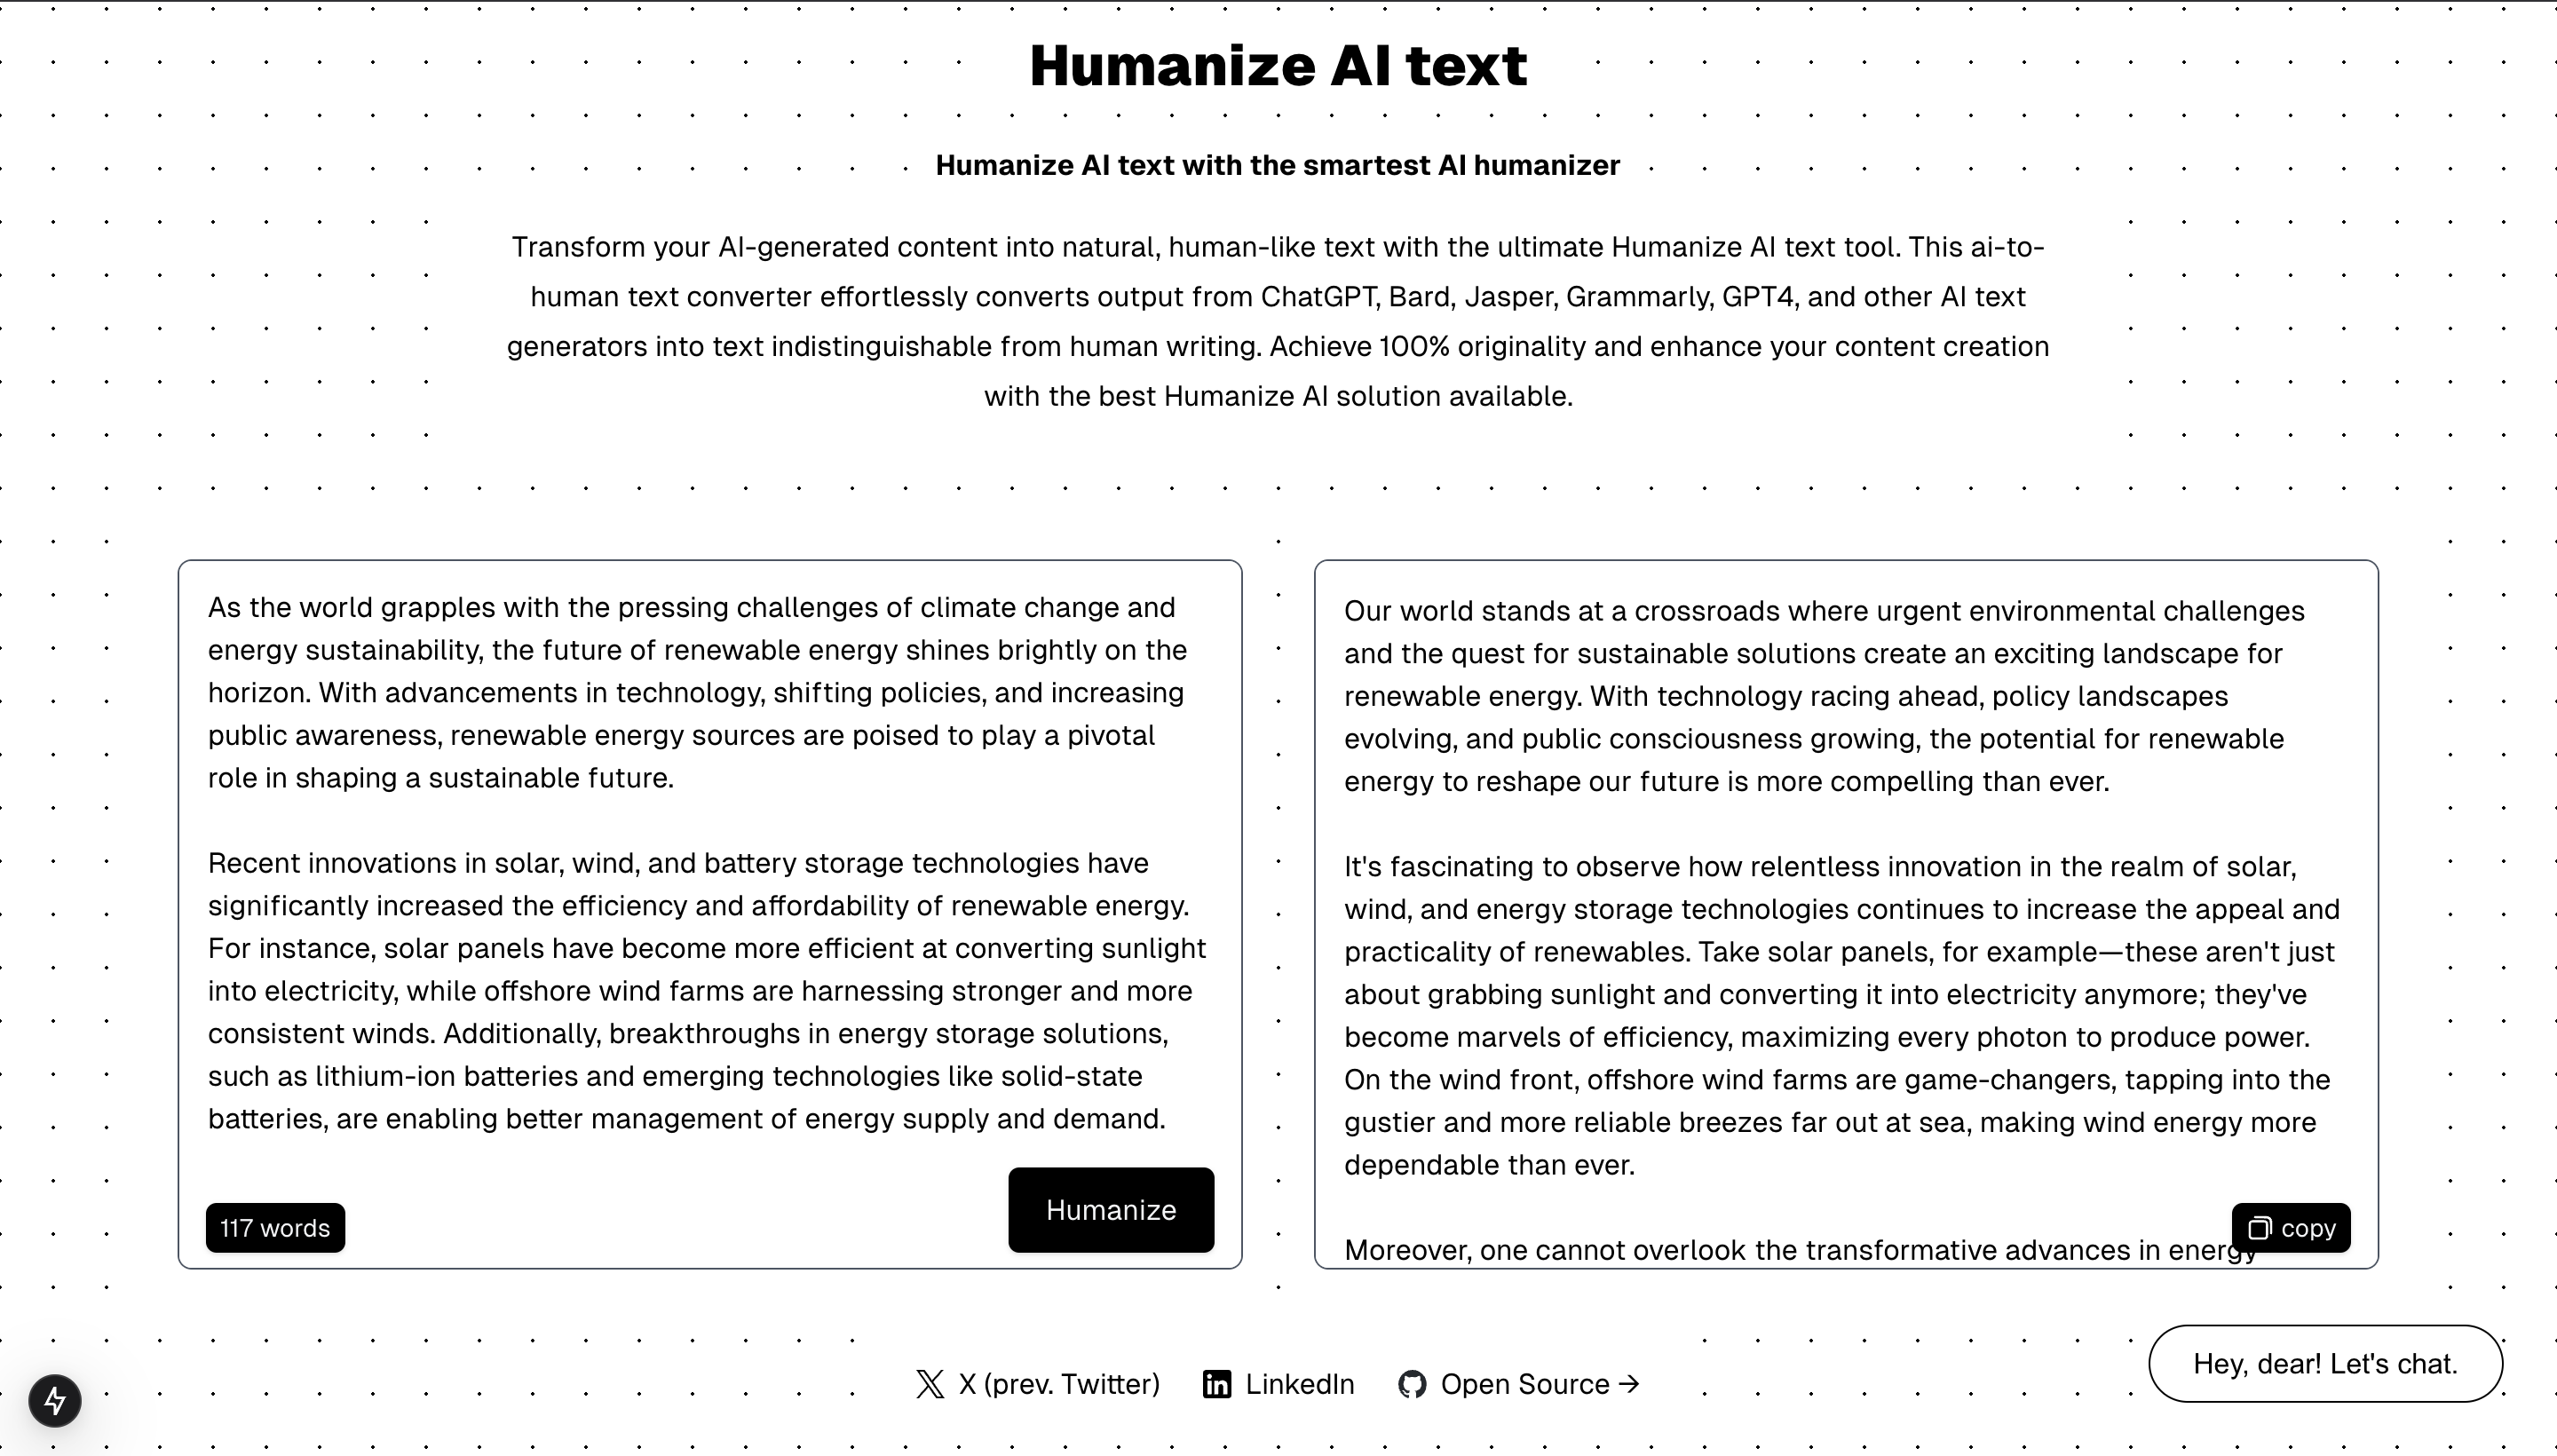 Humanize AI text
Humanize AI text with the smartest AI humanizer
Transform your AI-generated content into natural, human-like text with the ultimate Humanize AI text tool. This ai-to-
human text converter effortlessly converts output from ChatGPT, Bard, Jasper, Grammarly, GPT4, and other AI text
generators into text indistinguishable from human writing. Achieve 100% originality and enhance your content creation
with the best Humanize AI solution available.
As the world grapples with the pressing challenges of climate change and
energy sustainability, the future of renewable energy shines brightly on the
horizon. With advancements in technology, shifting policies, and increasing
public awareness, renewable energy sources are poised to play a pivotal
role in shaping a sustainable future.
Recent innovations in solar, wind, and battery storage technologies have
significantly increased the efficiency and affordability of renewable energy.
For instance, solar panels have become more efficient at converting sunlight
into electricity, while offshore wind farms are harnessing stronger and more
consistent winds. Additionally, breakthroughs in energy storage solutions,
such as lithium-ion batteries and emerging technologies like solid-state
batteries, are enabling better management of energy supply and demand.
117 words
Humanize
Our world stands at a crossroads where urgent environmental challenges
and the quest for sustainable solutions create an exciting landscape for
renewable energy. With technology racing ahead, policy landscapes
evolving, and public consciousness growing, the potential for renewable
energy to reshape our future is more compelling than ever.
It's fascinating to observe how relentless innovation in the realm of solar,
wind, and energy storage technologies continues to increase the appeal and
practicality of renewables. Take solar panels, for example—these aren't just
about grabbing sunlight and converting it into electricity anymore; they've
become marvels of efficiency, maximizing every photon to produce power.
On the wind front, offshore wind farms are game-changers, tapping into the
gustier and more reliable breezes far out at sea, making wind energy more
dependable than ever.
Moreover, one cannot overlook the transformative advances in energy
copy
X (prev. Twitter)
LinkedIn
Open Source →
Hey, dear! Let's chat.